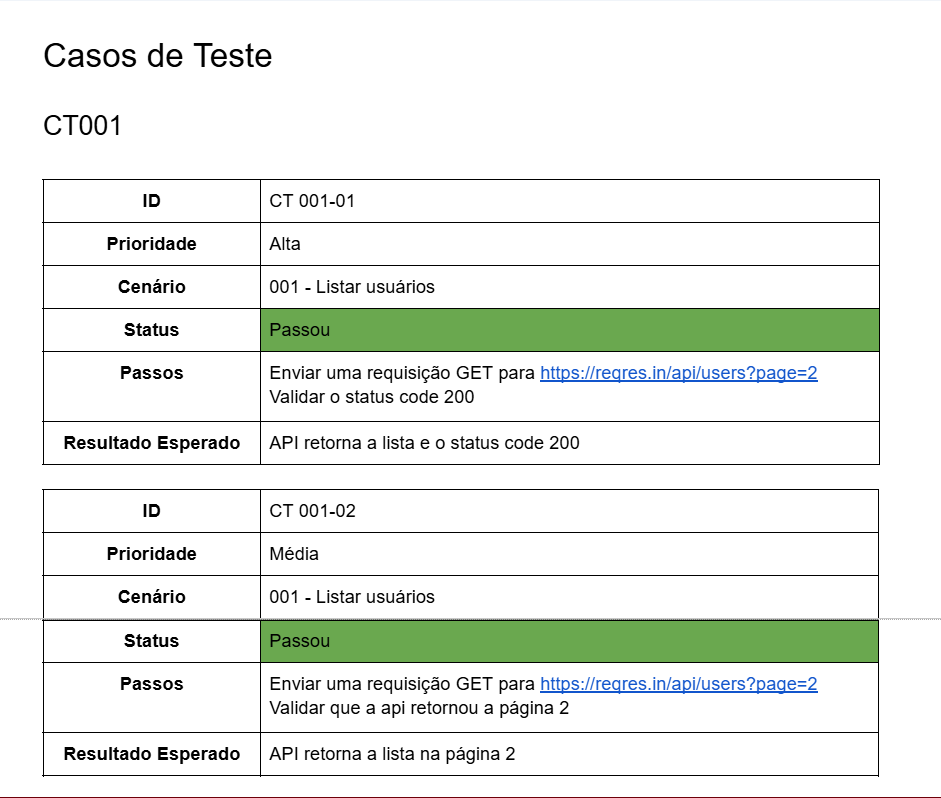 Casos de Teste
CT001
ID CT 001-01
Prioridade Alta
Cenário 001 - Listar usuários
Status Passou
Passos Enviar uma requisição GET para https://reqres.in/api/users?page=2
Validar o status code 200
Resultado Esperado API retorna a lista e o status code 200
ID CT 001-02
Prioridade Média
Cenário 001 - Listar usuários
Status Passou
Passos Enviar uma requisição GET para https://reqres.in/api/users?page=2
Validar que a api retornou a página 2
Resultado Esperado API retorna a lista na página 2